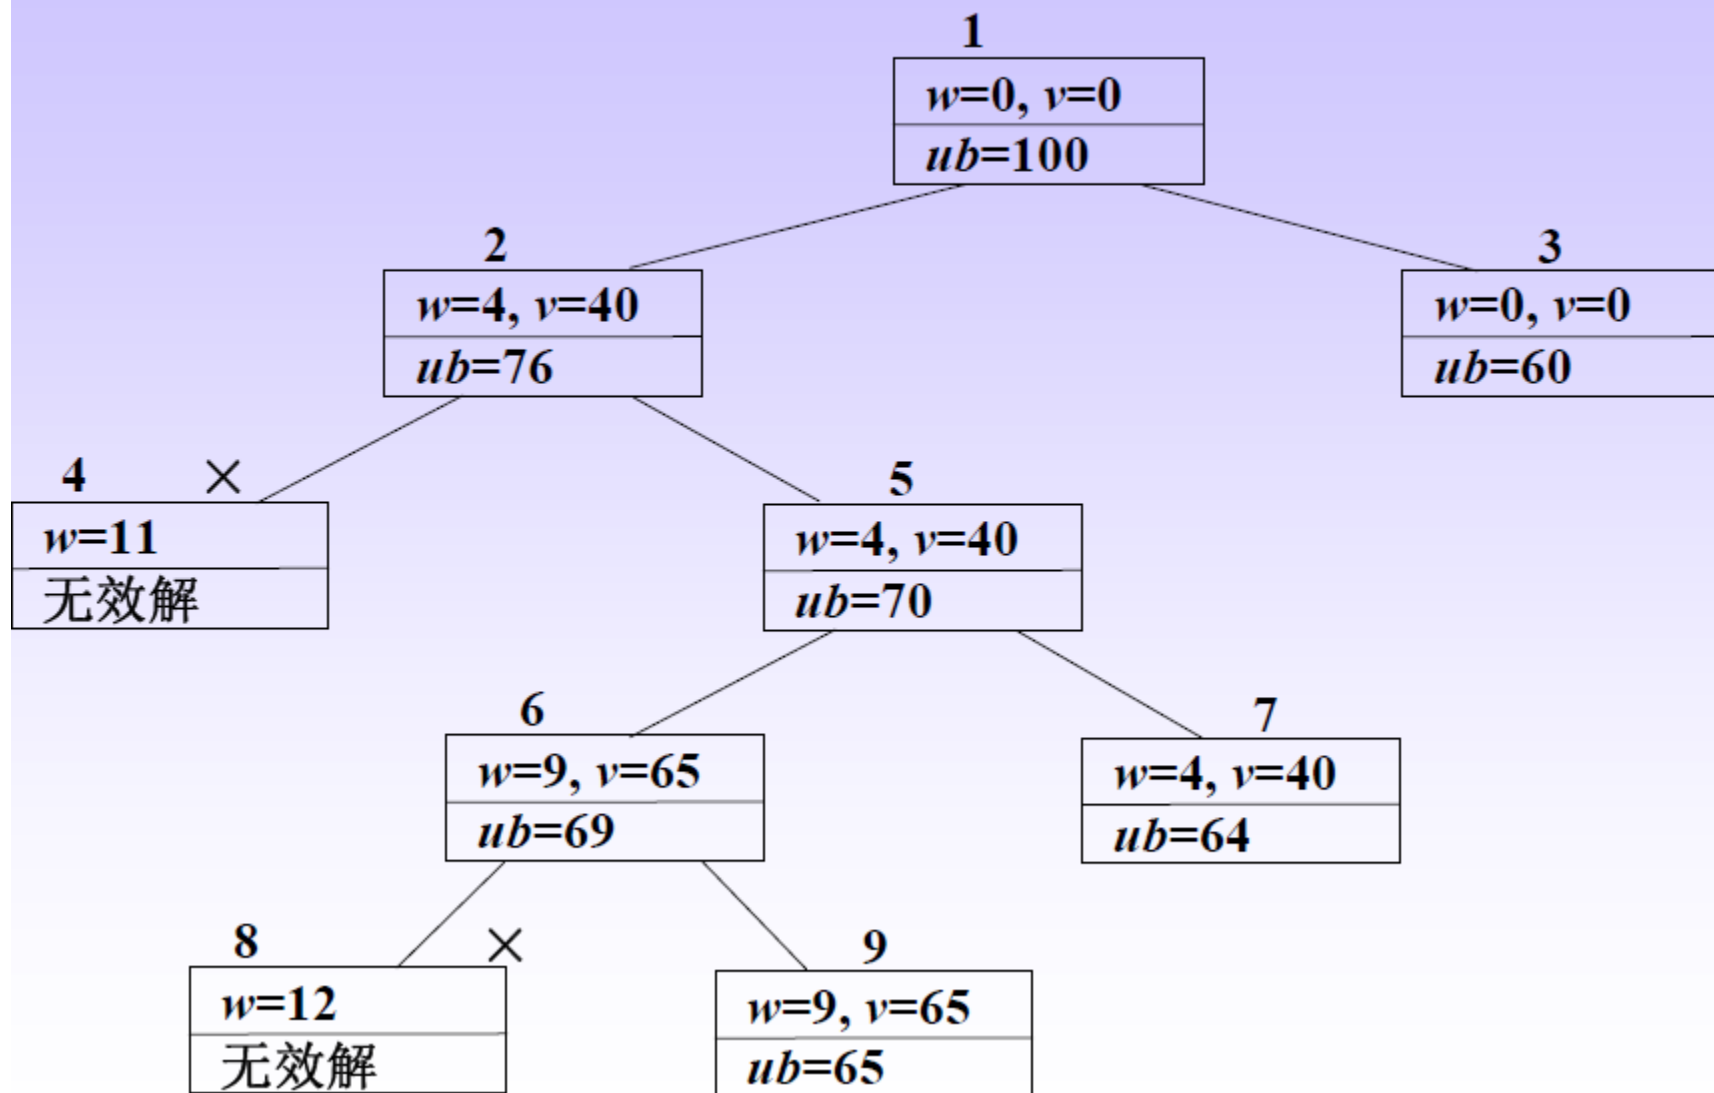 1
w=0, v=0
ub=100
2
w=4, v=40
ub=76
3
w=0, v=0
ub=60
4 ×
w=11
无效解
5
w=4, v=40
ub=70
6
w=9, v=65
ub=69
7
w=4, v=40
ub=64
8 ×
w=12
无效解
9
w=9, v=65
ub=65